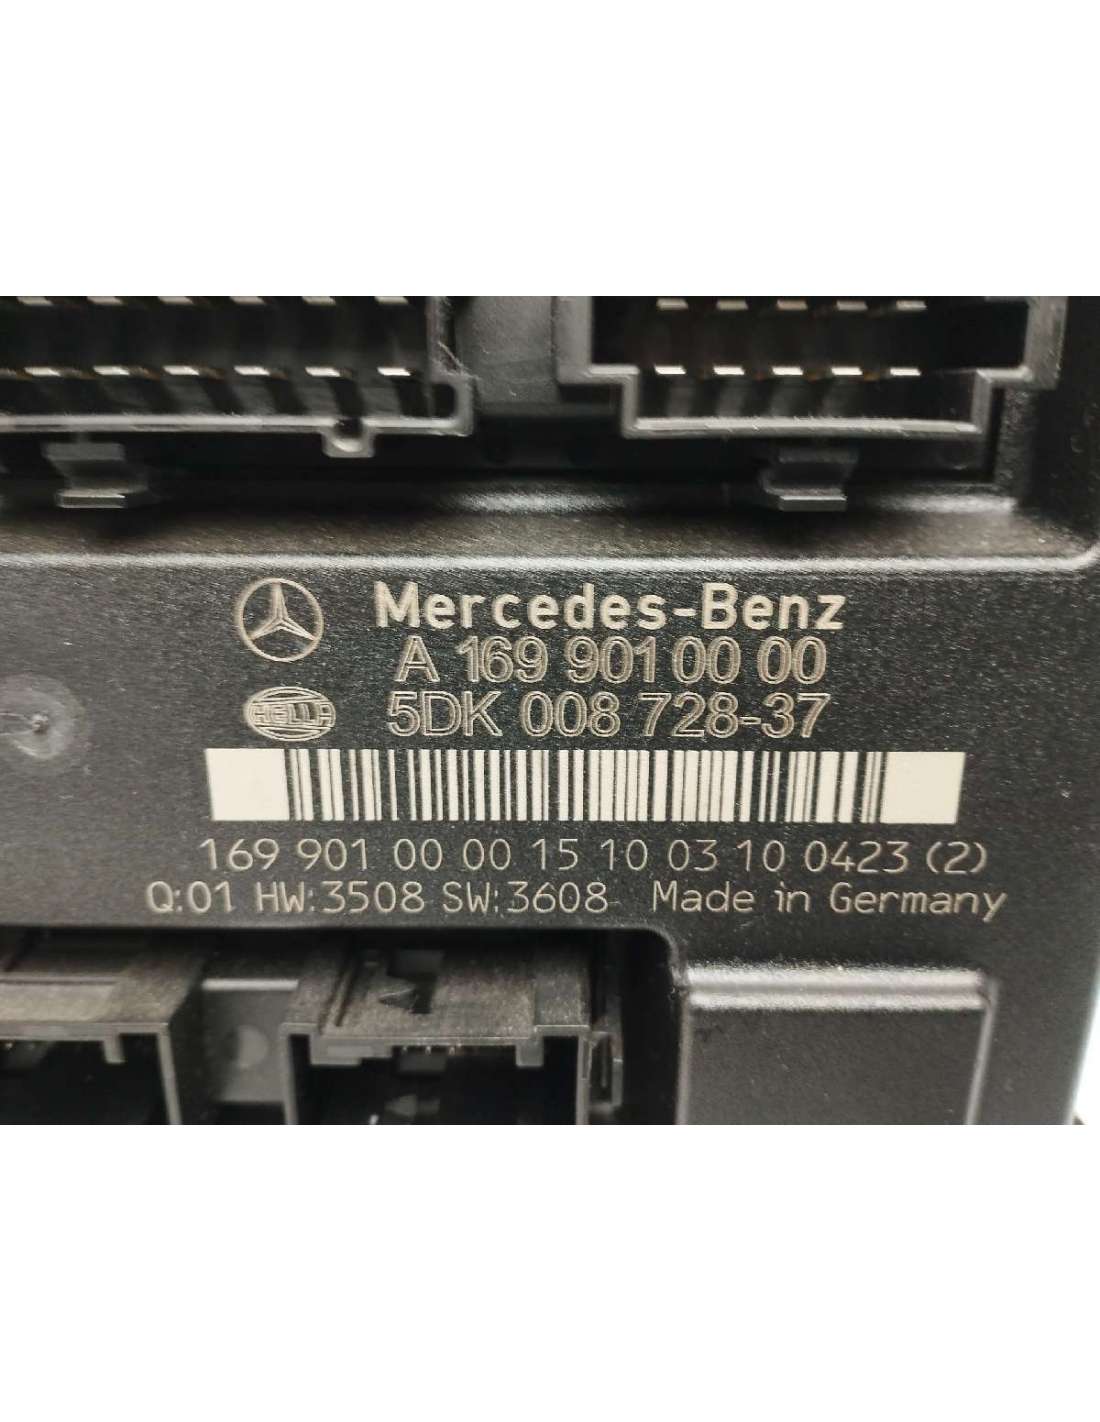 Mercedes-Benz
A 169 901 00 00
HELLA 5DK 008 728-37
169 901 00 00 15 10 03 10 0423 (2)
Q:01 HW:3508 SW:3608 Made in Germany